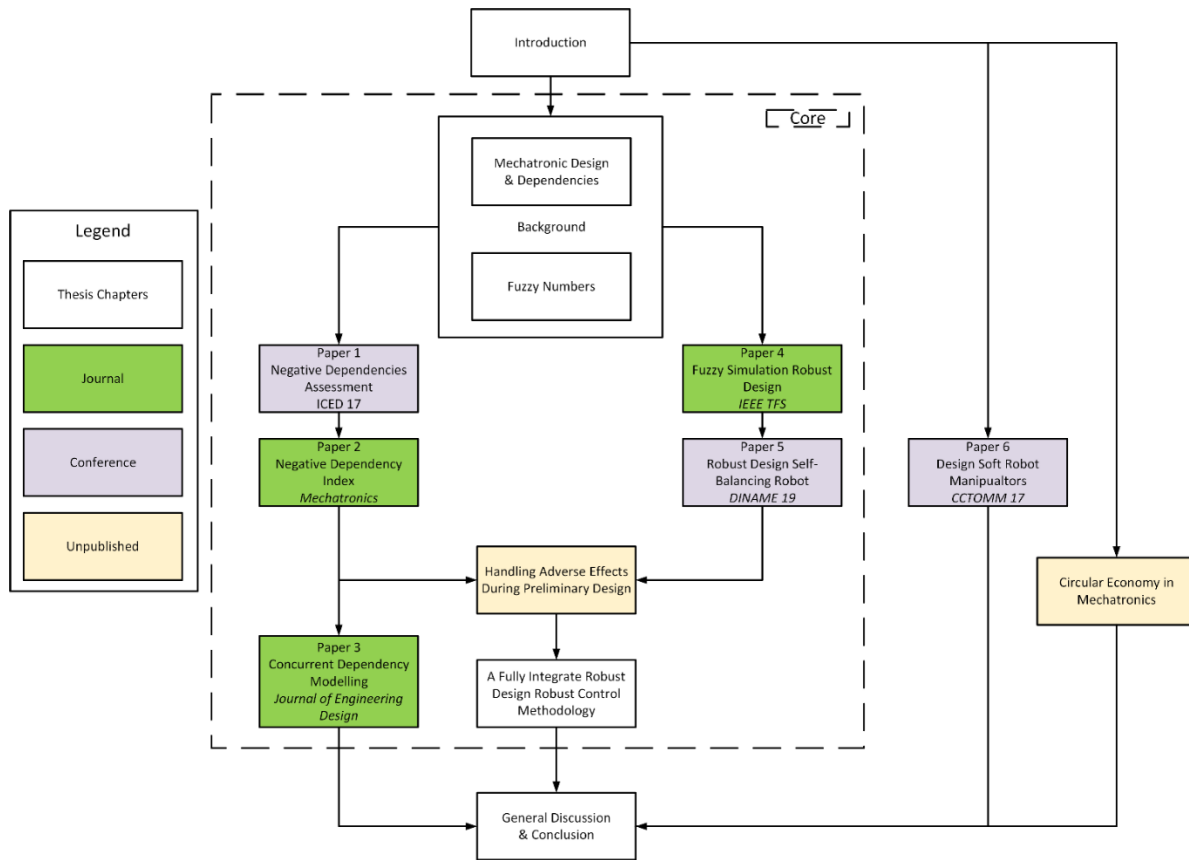 Introduction
Core
Mechatronic Design
& Dependencies
Background
Fuzzy Numbers
Legend
Thesis Chapters
Journal
Conference
Unpublished
Paper 1
Negative Dependencies
Assessment
ICED 17
Paper 2
Negative Dependency
Index
Mechatronics
Paper 4
Fuzzy Simulation Robust
Design
IEEE TFS
Paper 5
Robust Design Self-
Balancing Robot
DINAME 19
Paper 6
Design Soft Robot
Manipualtors
CCTOMM 17
Handling Adverse Effects
During Preliminary Design
Circular Economy in
Mechatronics
Paper 3
Concurrent Dependency
Modelling
Journal of Engineering
Design
A Fully Integrate Robust
Design Robust Control
Methodology
General Discussion
& Conclusion